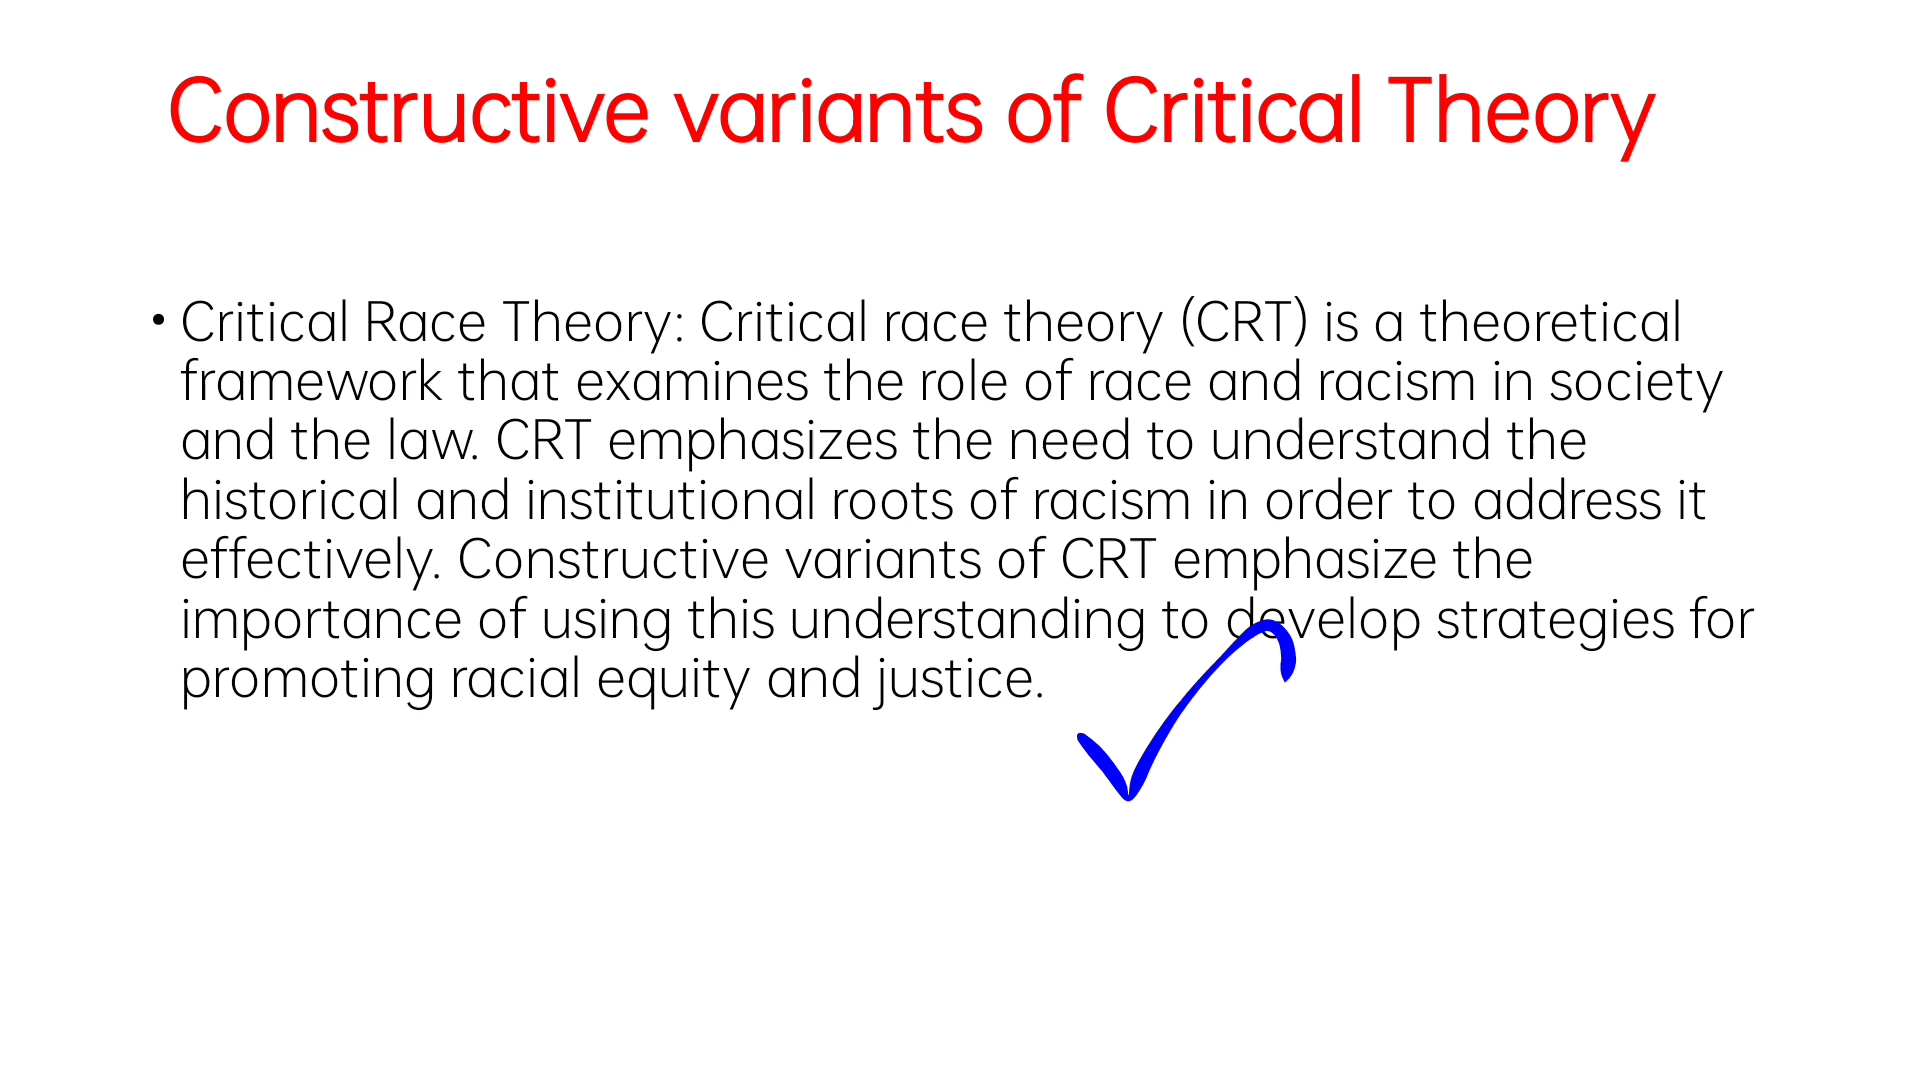 Constructive variants of Critical Theory
• Critical Race Theory: Critical race theory (CRT) is a theoretical
framework that examines the role of race and racism in society
and the law. CRT emphasizes the need to understand the
historical and institutional roots of racism in order to address it
effectively. Constructive variants of CRT emphasize the
importance of using this understanding to develop strategies for
promoting racial equity and justice.